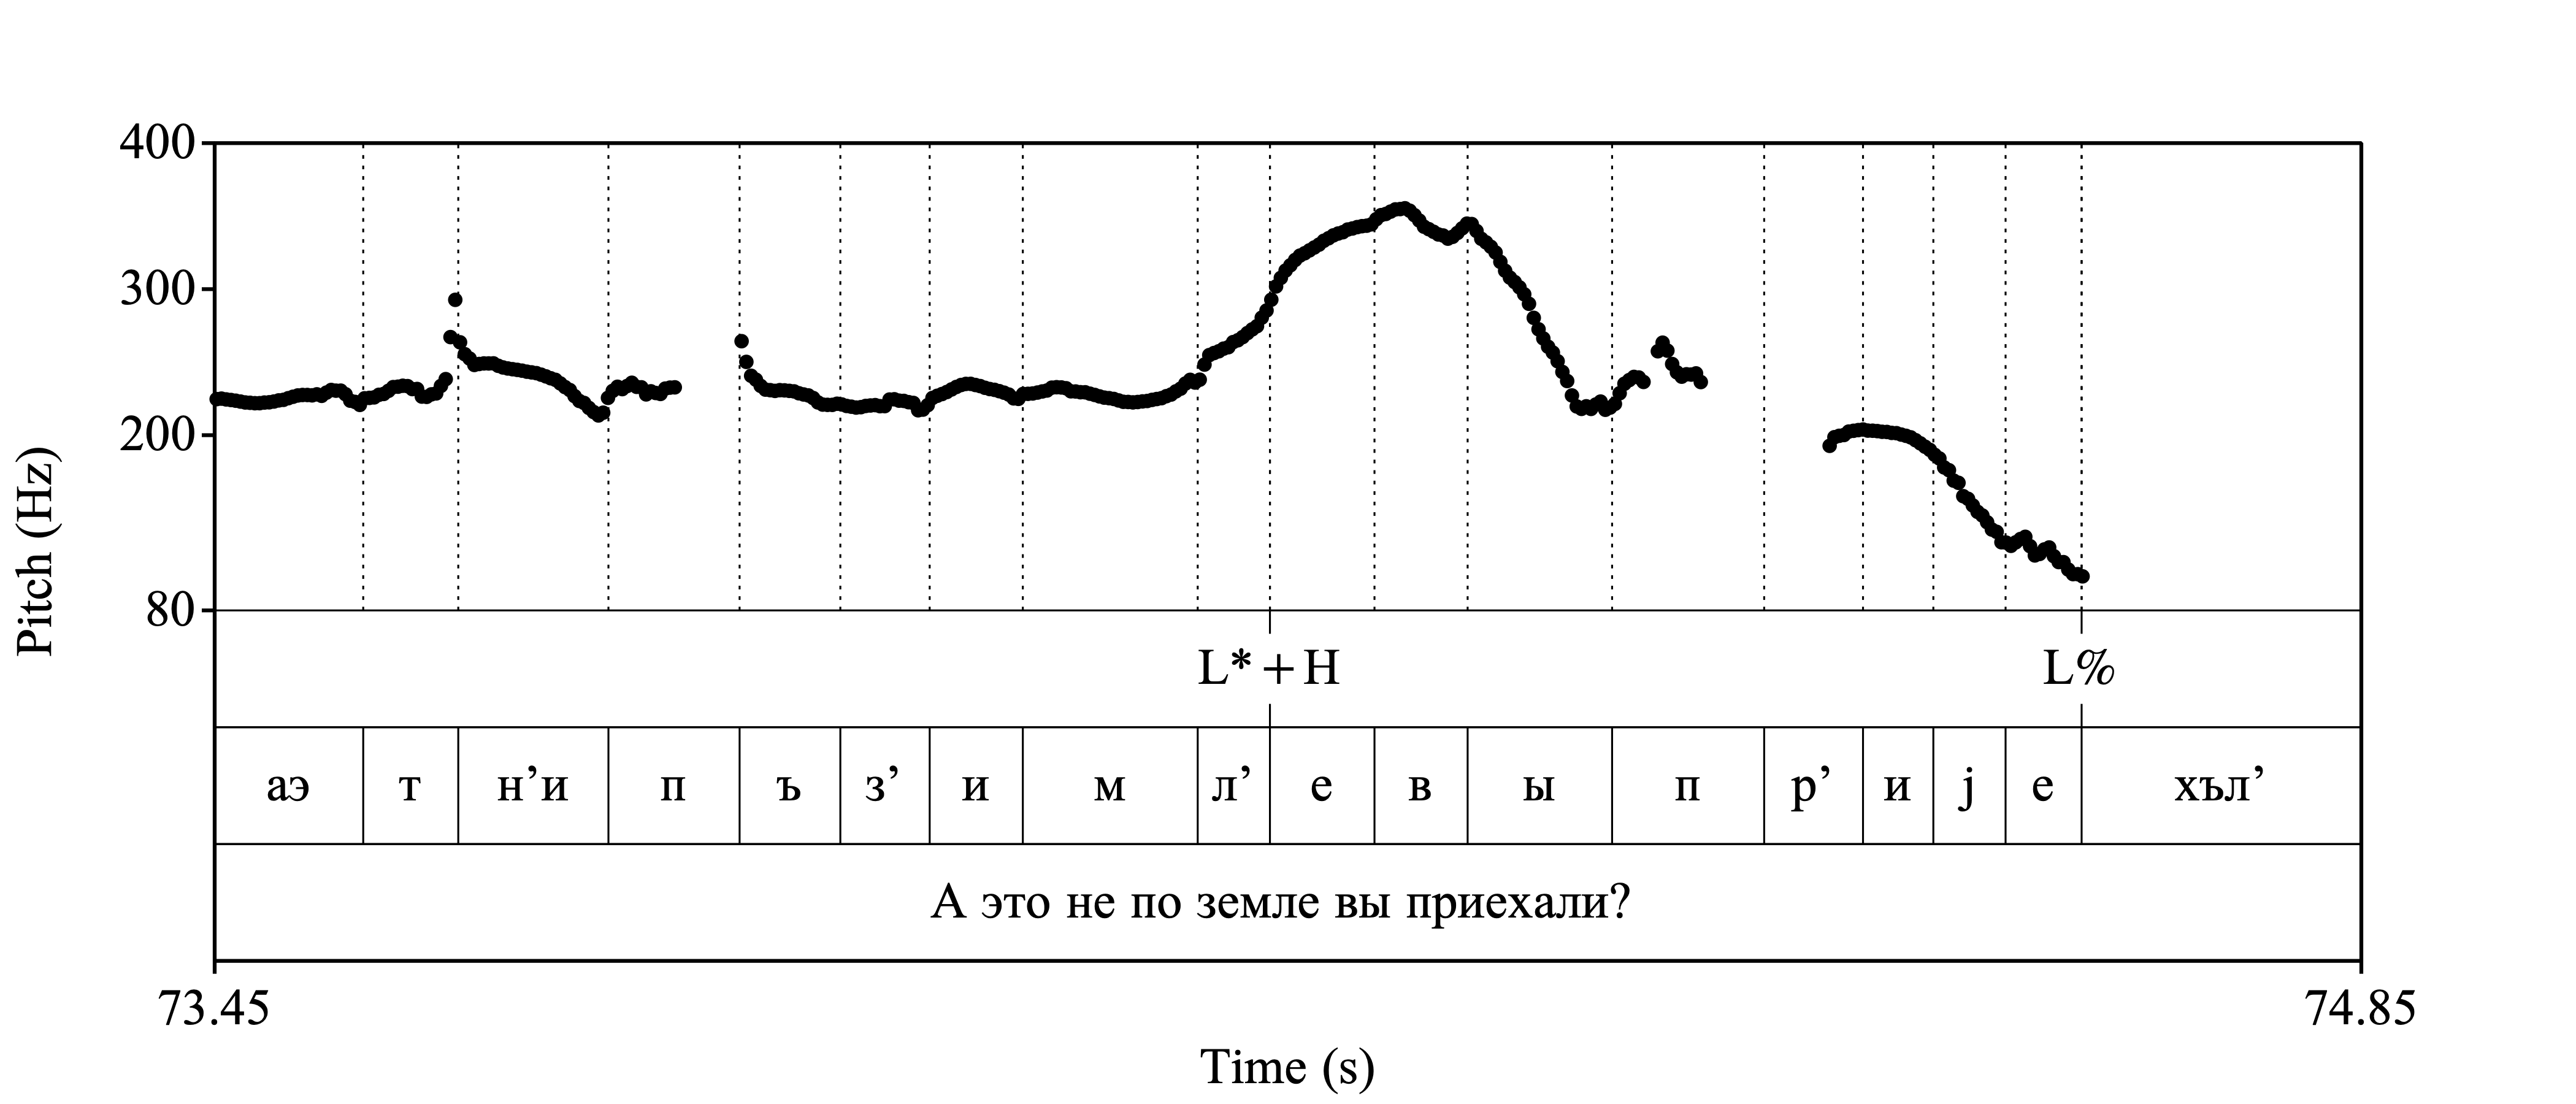 400
300
200
80
Pitch (Hz)
L*+H L%
аэ т н’и п ъ з’ и м л’ е в ы п р’ и j е хъл’
А это не по земле вы приехали?
73.45 74.85
Time (s)